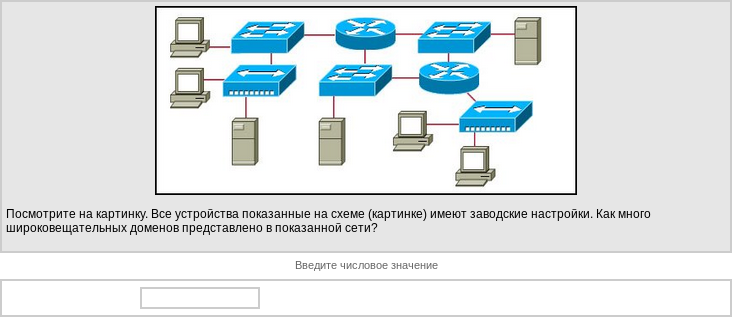 Посмотрите на картинку. Все устройства показанные на схеме (картинке) имеют заводские настройки. Как много
широковещательных доменов представлено в показанной сети?
Введите числовое значение